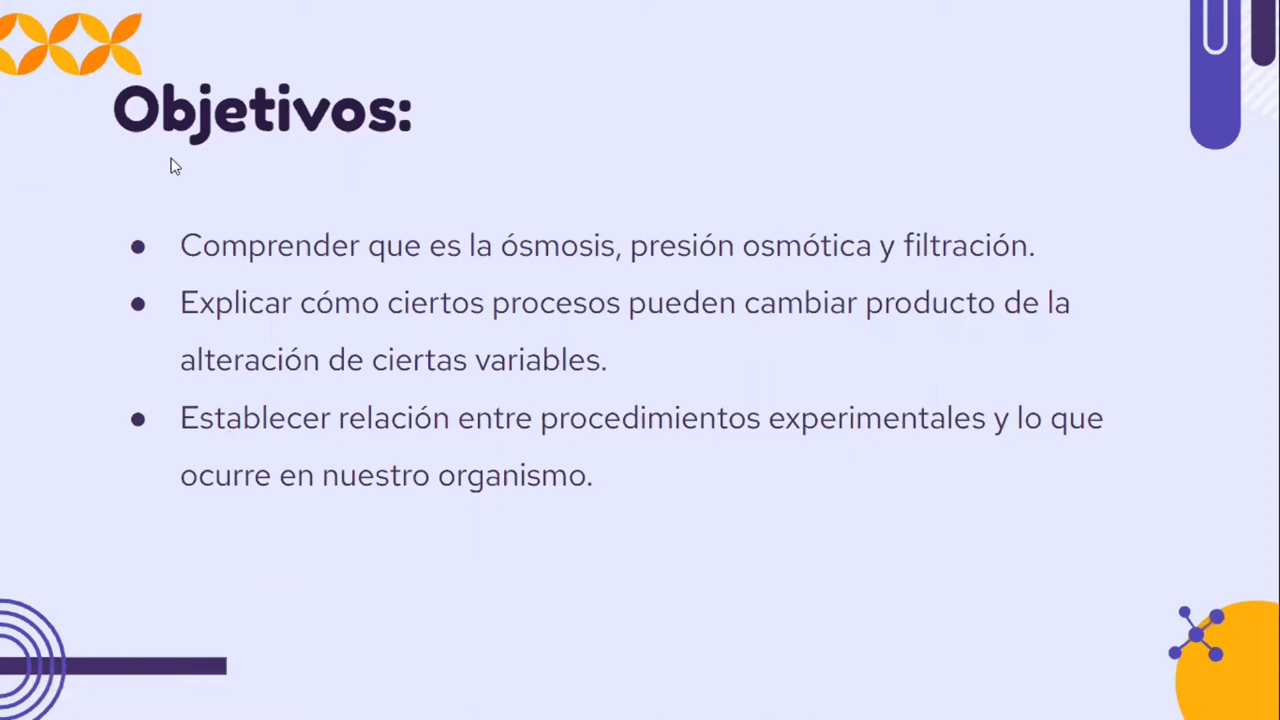 Objetivos:
● Comprender que es la ósmosis, presión osmótica y filtración.
● Explicar cómo ciertos procesos pueden cambiar producto de la
alteración de ciertas variables.
● Establecer relación entre procedimientos experimentales y lo que
ocurre en nuestro organismo.